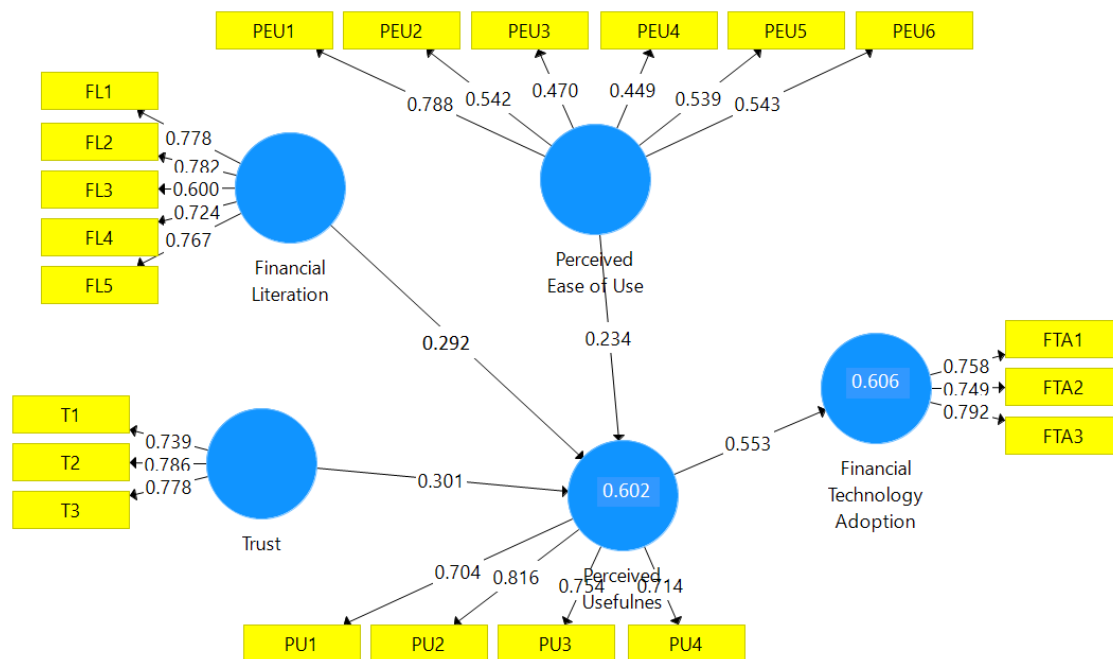 PEU1
PEU2
PEU3
PEU4
PEU5
PEU6
0.788
0.542
0.470
0.449
0.539
0.543
Perceived
Ease of Use
FL1
FL2
FL3
FL4
FL5
0.778
0.782
0.600
0.724
0.767
Financial
Literation
0.292
0.234
T1
T2
T3
0.739
0.786
0.778
Trust
0.301
0.602
Perceived
Usefulnes
0.553
0.606
Financial
Technology
Adoption
0.758
0.749
0.792
FTA1
FTA2
FTA3
0.704
0.816
0.754
0.714
PU1
PU2
PU3
PU4